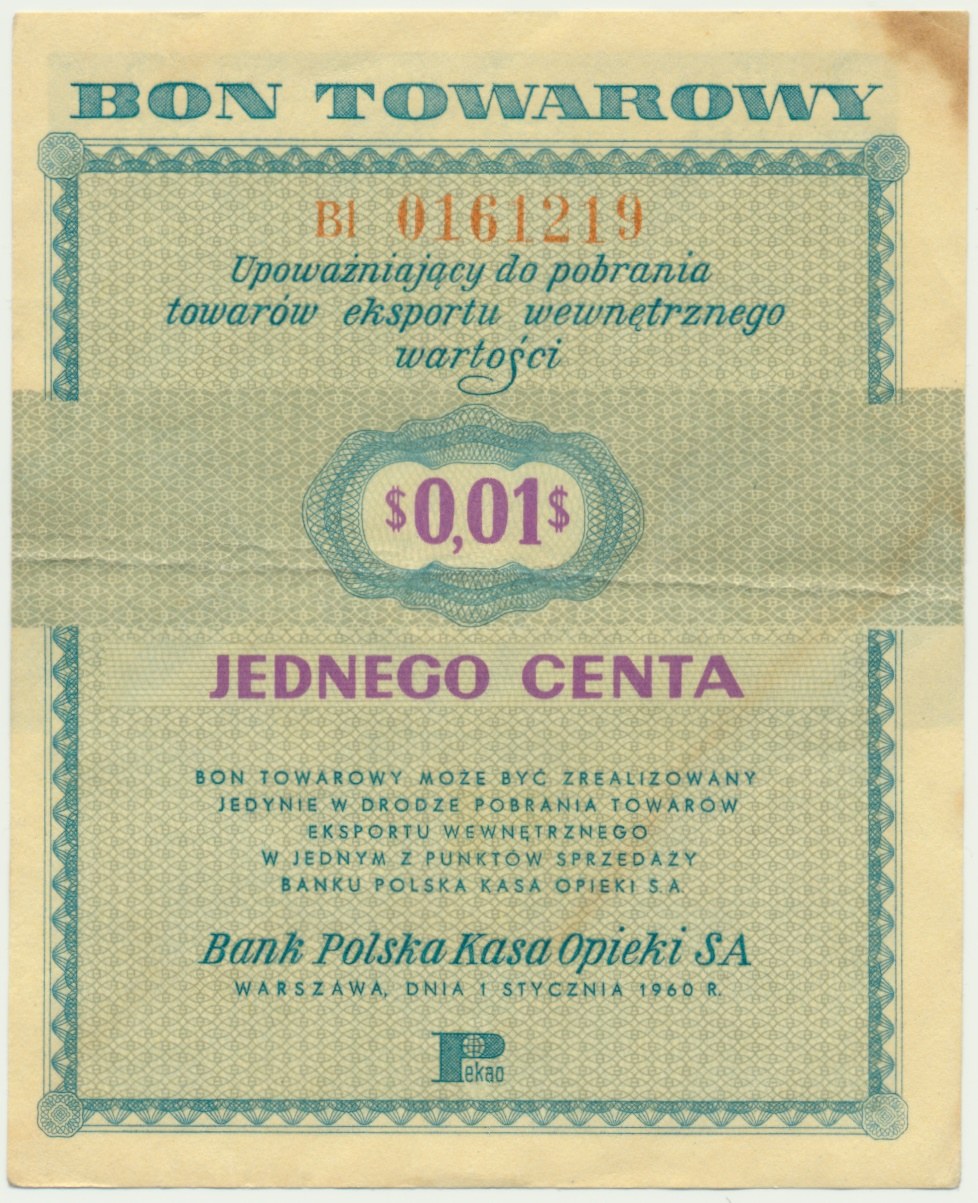 BON TOWAROWY
Bl 0161219
Upoważniający do pobrania
towarów eksportu wewnętrznego
wartości
$0,01$
JEDNEGO CENTA
BON TOWAROWY MOŻE BYĆ ZREALIZOWANY
JEDYNIE W DRODZE POBRANIA TOWARÓW
EKSPORTU WEWNĘTRZNEGO
W JEDNYM Z PUNKTÓW SPRZEDAŻY
BANKU POLSKA KASA OPIEKI S.A.
Bank Polska Kasa Opieki SA
WARSZAWA, DNIA 1 STYCZNIA 1960 R.
Pekao